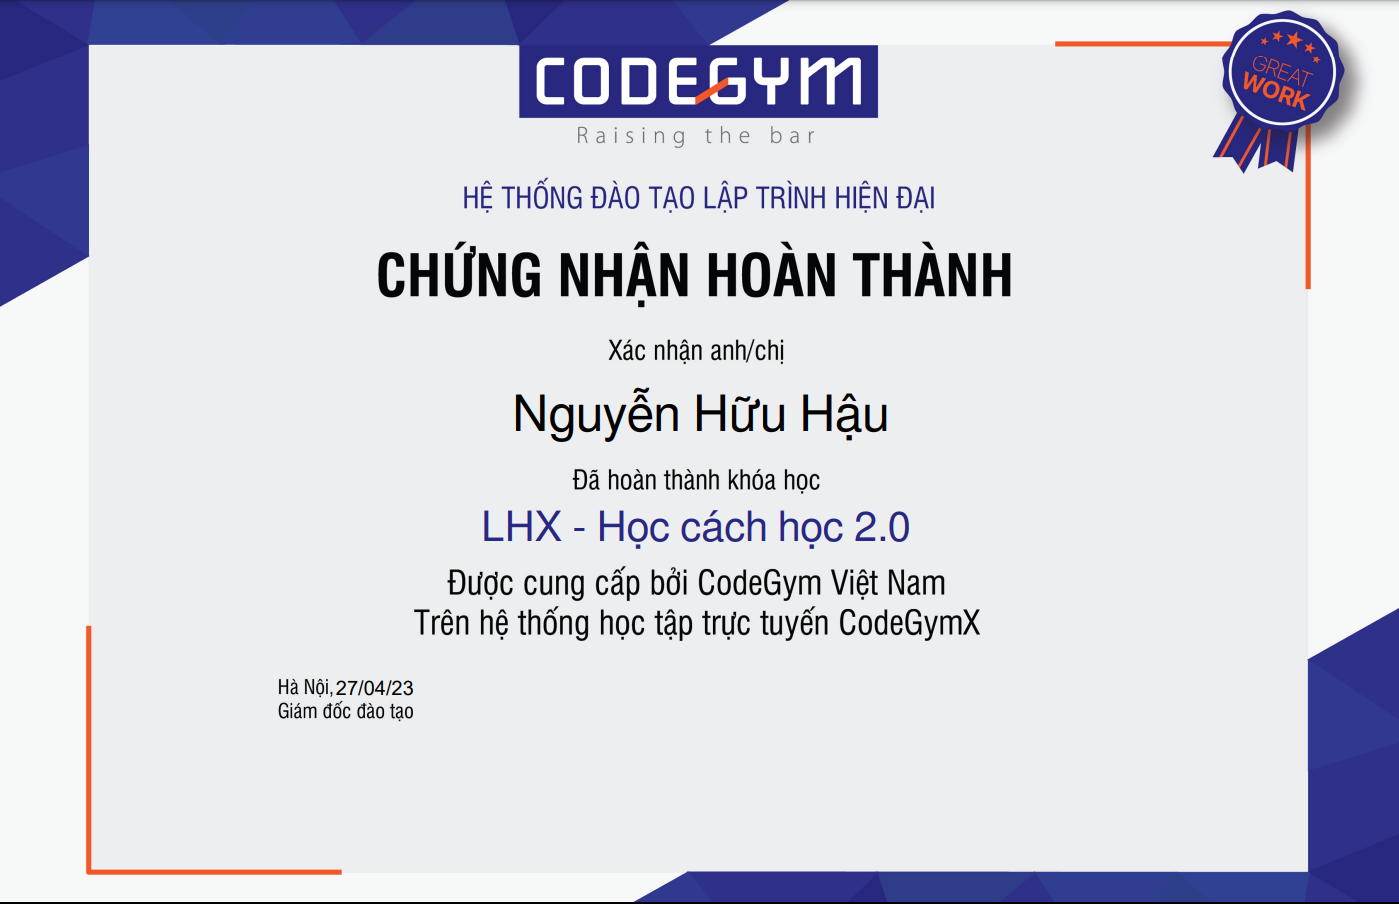 CODEGYM
Raising the bar
GREAT
WORK
HỆ THỐNG ĐÀO TẠO LẬP TRÌNH HIỆN ĐẠI
CHỨNG NHẬN HOÀN THÀNH
Xác nhận anh/chị
Nguyễn Hữu Hậu
Đã hoàn thành khóa học
LHX - Học cách học 2.0
Được cung cấp bởi CodeGym Việt Nam
Trên hệ thống học tập trực tuyến CodeGymX
Hà Nội, 27/04/23
Giám đốc đào tạo